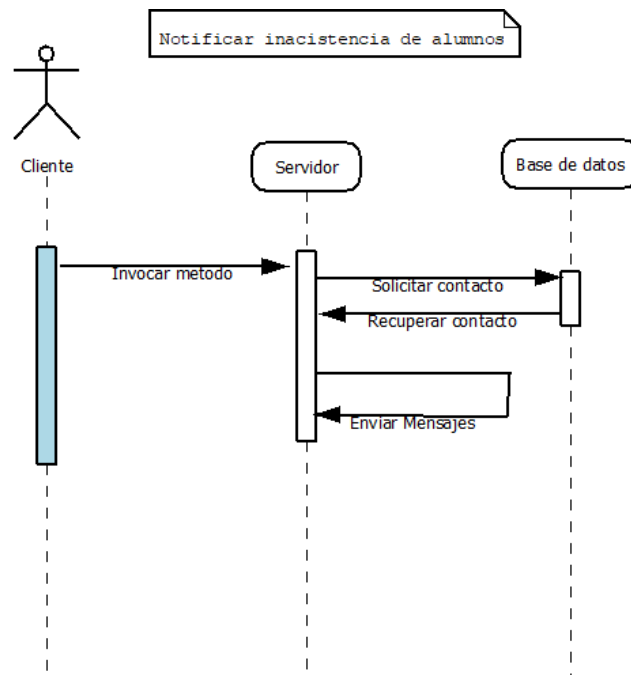 Notificar inacistencia de alumnos
Cliente
Servidor
Base de datos
Invocar metodo
Solicitar contacto
Recuperar contacto
Enviar Mensajes